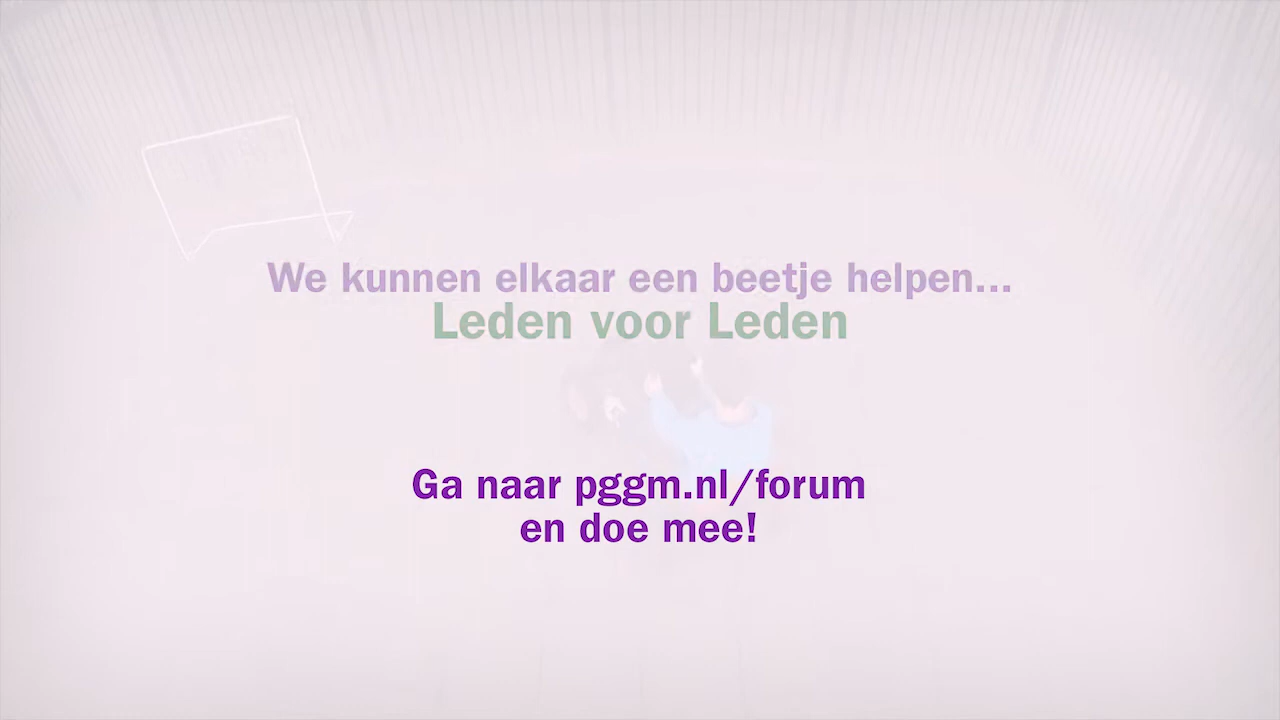 We kunnen elkaar een beetje helpen...
Leden voor Leden
Ga naar pggm.nl/forum
en doe mee!